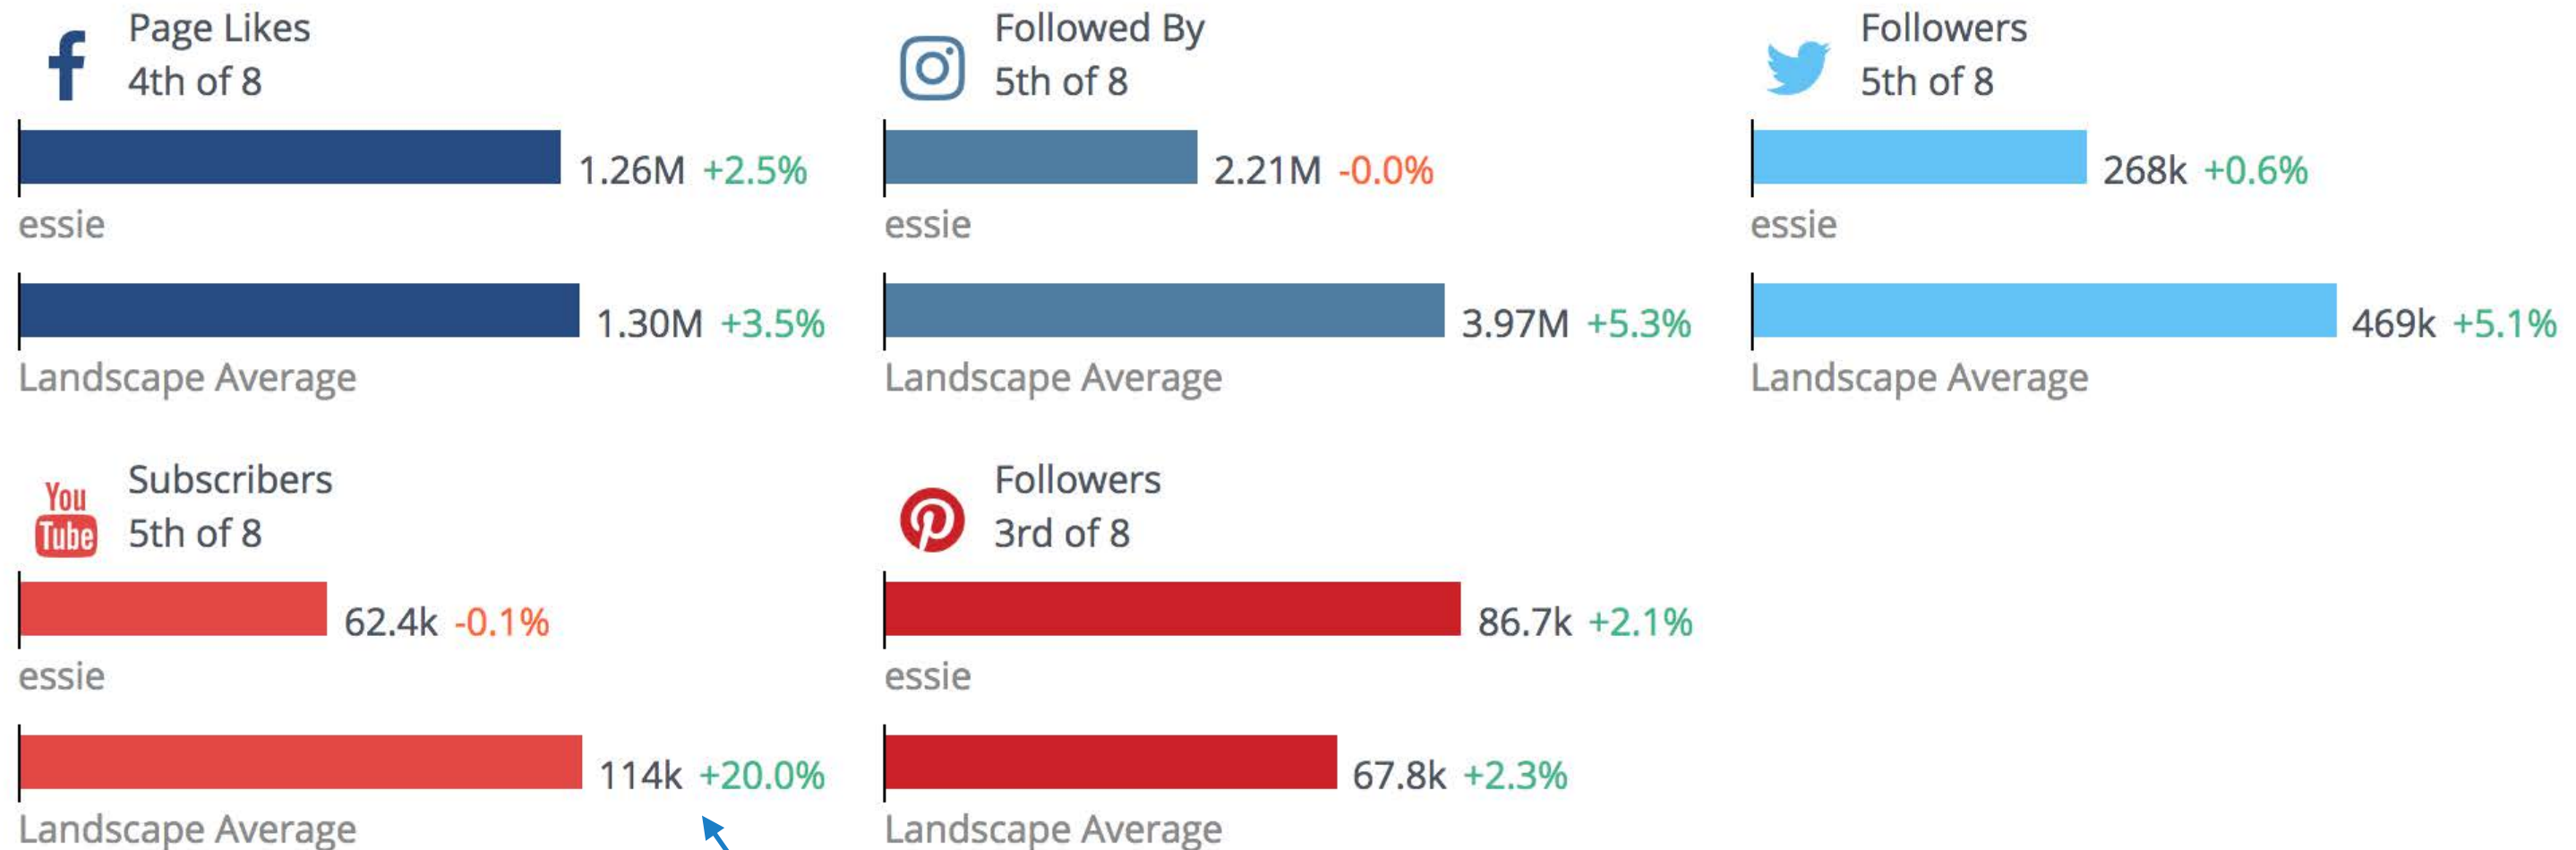 Page Likes
4th of 8
1.26M +2.5%
essie
1.30M +3.5%
Landscape Average
Followed By
5th of 8
2.21M -0.0%
essie
3.97M +5.3%
Landscape Average
Followers
5th of 8
268k +0.6%
essie
469k +5.1%
Landscape Average
You
Tube
Subscribers
5th of 8
62.4k -0.1%
essie
114k +20.0%
Landscape Average
Followers
3rd of 8
86.7k +2.1%
essie
67.8k +2.3%
Landscape Average